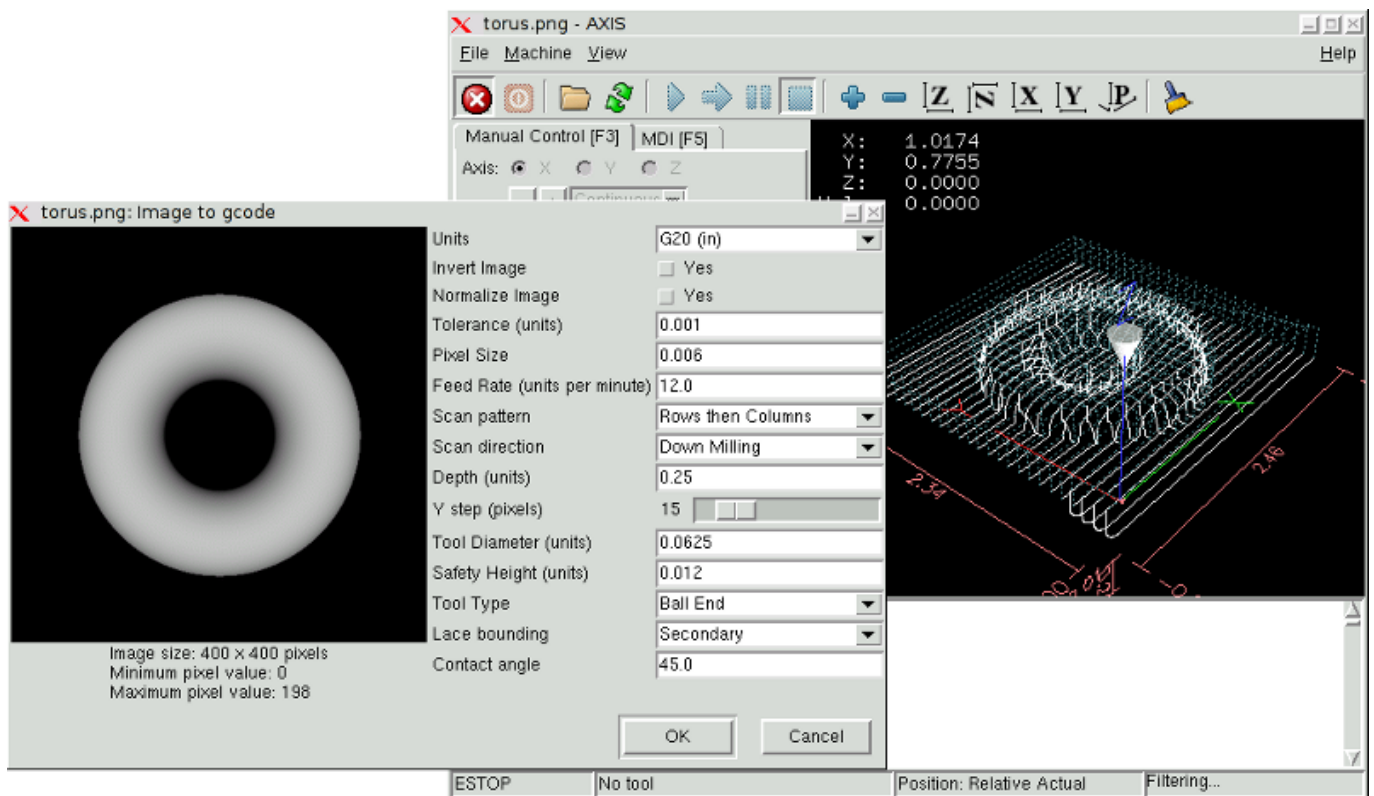 torus.png - AXIS
File Machine View Help
Z N X Y P
Manual Control [F3] MDI [F5]
Axis: X Y Z
Continuous
X: 1.0174
Y: 0.7755
Z: 0.0000
0.0000
torus.png: Image to gcode
Units G20 (in)
Invert Image Yes
Normalize Image Yes
Tolerance (units) 0.001
Pixel Size 0.006
Feed Rate (units per minute) 12.0
Scan pattern Rows then Columns
Scan direction Down Milling
Depth (units) 0.25
Y step (pixels) 15
Tool Diameter (units) 0.0625
Safety Height (units) 0.012
Tool Type Ball End
Lace bounding Secondary
Contact angle 45.0
Image size: 400 x 400 pixels
Minimum pixel value: 0
Maximum pixel value: 198
OK Cancel
2.34
2.46
X
Y
ESTOP No tool Position: Relative Actual Filtering...